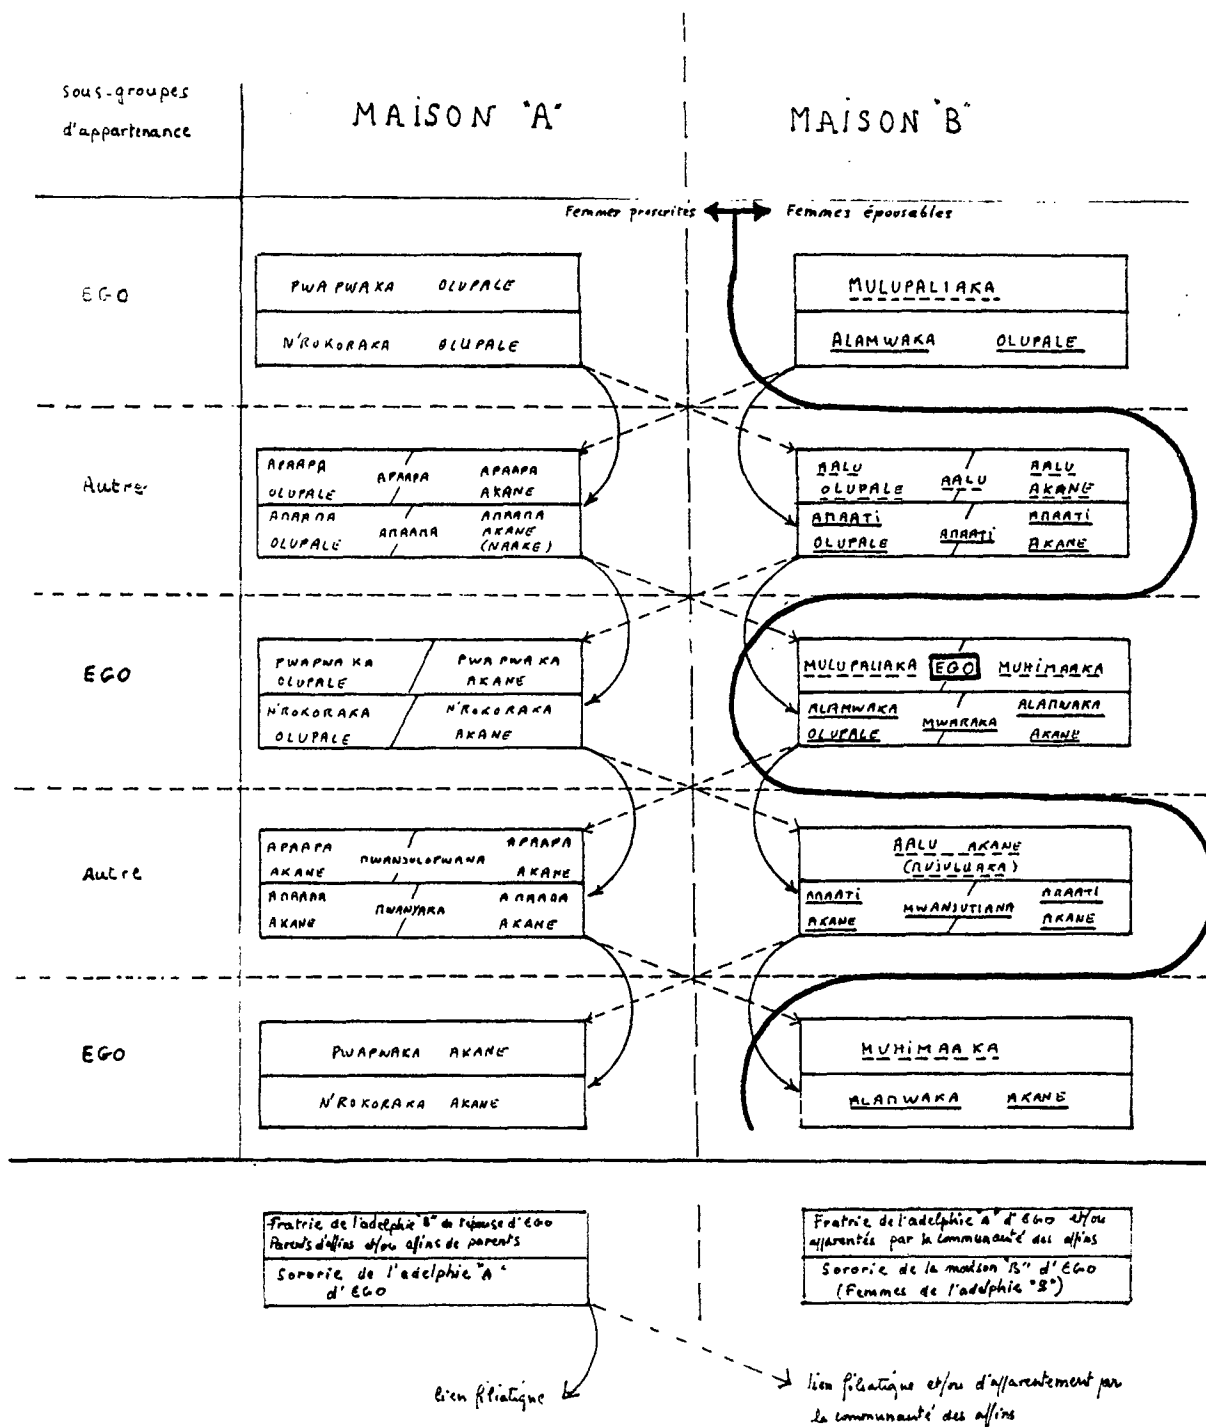 sous-groupes
d'appartenance
MAISON "A"
MAISON "B"
Femmes proscrites
Femmes épousables
EGO
PWAPWAKA OLUPALE
N'ROKORAKA OLUPALE
MULUPALIAKA
ALAMWAKA OLUPALE
Autre
APAAPA / APAAPA
OLUPALE APAAPA AKANE
AMAAMA / AMAAMA
OLUPALE AMAAMA AKANE
(NAAKE)
AALU / AALU
OLUPALE AALU AKANE
AMAATI / AMAATI
OLUPALE AMAATI AKANE
EGO
PWAPWAKA / PWAPWAKA
OLUPALE AKANE
N'ROKORAKA / N'ROKORAKA
OLUPALE AKANE
MULUPALIAKA EGO MUHIMAAKA
ALAMWAKA ALAMWAKA
OLUPALE MWARAKA AKANE
Autre
APAAPA APAAPA
AKANE MWANSULOPWANA AKANE
AMAAMA AMAAMA
AKANE MWANYAKA AKANE
AALU AKANE
AMAATI AMAATI
AKANE MWANSUTIANA AKANE
EGO
PWAPWAKA AKANE
N'ROKORAKA AKANE
MUHIMAAKA
ALAMWAKA AKANE
Fratrie de l'adelphie "B" de l'épouse d'EGO
Parents d'affins et/ou affins de parents
Sororie de l'adelphie "A"
d'EGO
Fratrie de l'adelphie "A" d'EGO et/ou
apparentés par la communauté des affins
Sororie de la maison "B" d'EGO
(Femmes de l'adelphie "B")
lien filiatique
lien filiatique et/ou d'apparentement par
la communauté des affins